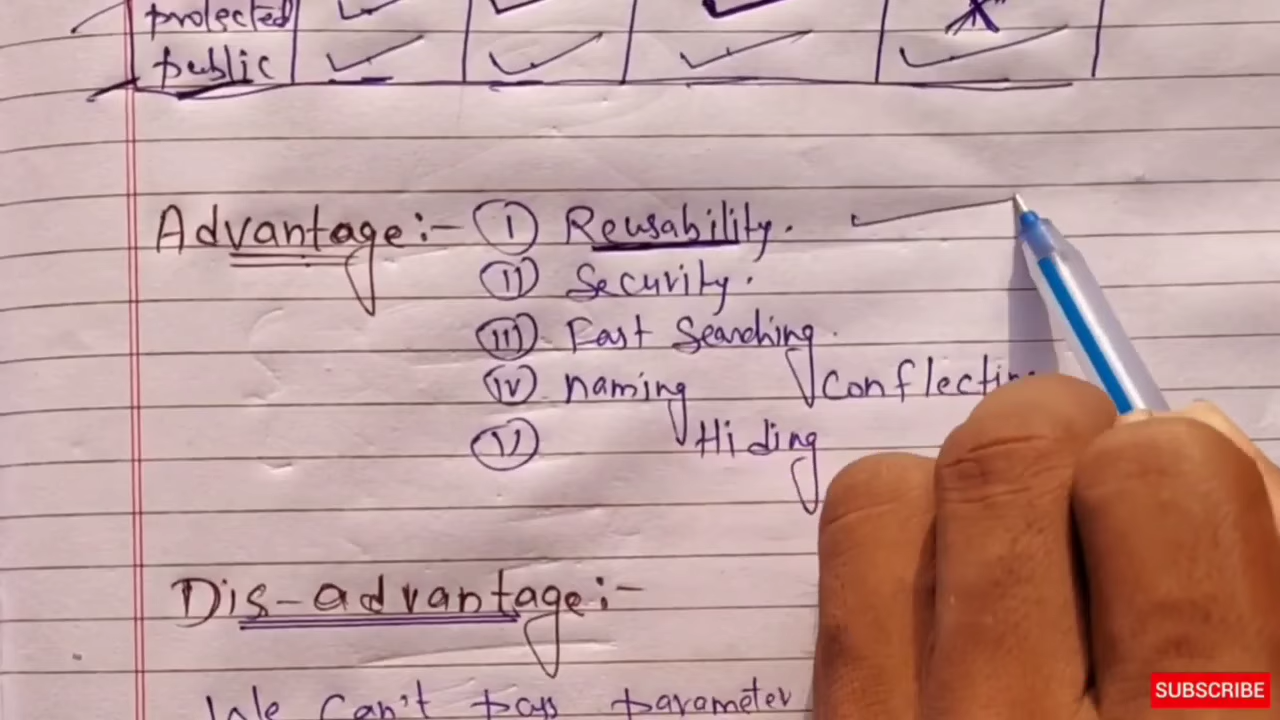 protected
public
Advantage:- (I) Reusability.
(II) Security.
(III) Fast Searching.
(IV) naming Conflecting
(V) Hiding
Dis-advantage:-
We can't pass parameter
SUBSCRIBE